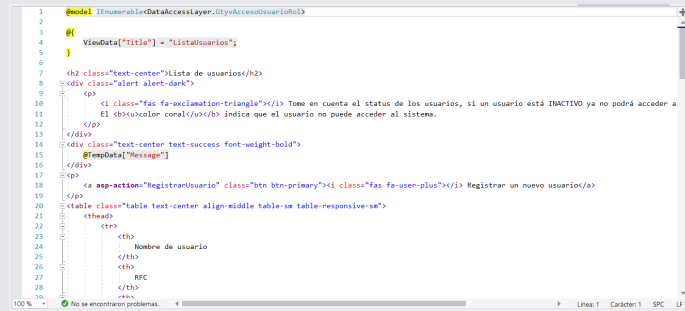 1 @model IEnumerable<DataAccessLayer.GtyvAccesoUsuarioRol>
2
3 @{
4 ViewData["Title"] = "ListaUsuarios";
5 }
6
7 <h2 class="text-center">Lista de usuarios</h2>
8 <div class="alert alert-dark">
9 <p>
10 <i class="fas fa-exclamation-triangle"></i> Tome en cuenta el status de los usuarios, si un usuario está INACTIVO ya no podrá acceder a
11 El <b><u>color coral</u></b> indica que el usuario no puede acceder al sistema.
12 </p>
13 </div>
14 <div class="text-center text-success font-weight-bold">
15 @TempData["Message"]
16 </div>
17 <p>
18 <a asp-action="RegistrarUsuario" class="btn btn-primary"><i class="fas fa-user-plus"></i> Registrar un nuevo usuario</a>
19 </p>
20 <table class="table text-center align-middle table-sm table-responsive-sm">
21 <thead>
22 <tr>
23 <th>
24 Nombre de usuario
25 </th>
26 <th>
27 RFC
28 </th>
29 <th>
100 % No se encontraron problemas. Línea: 1 Carácter: 1 SPC LF